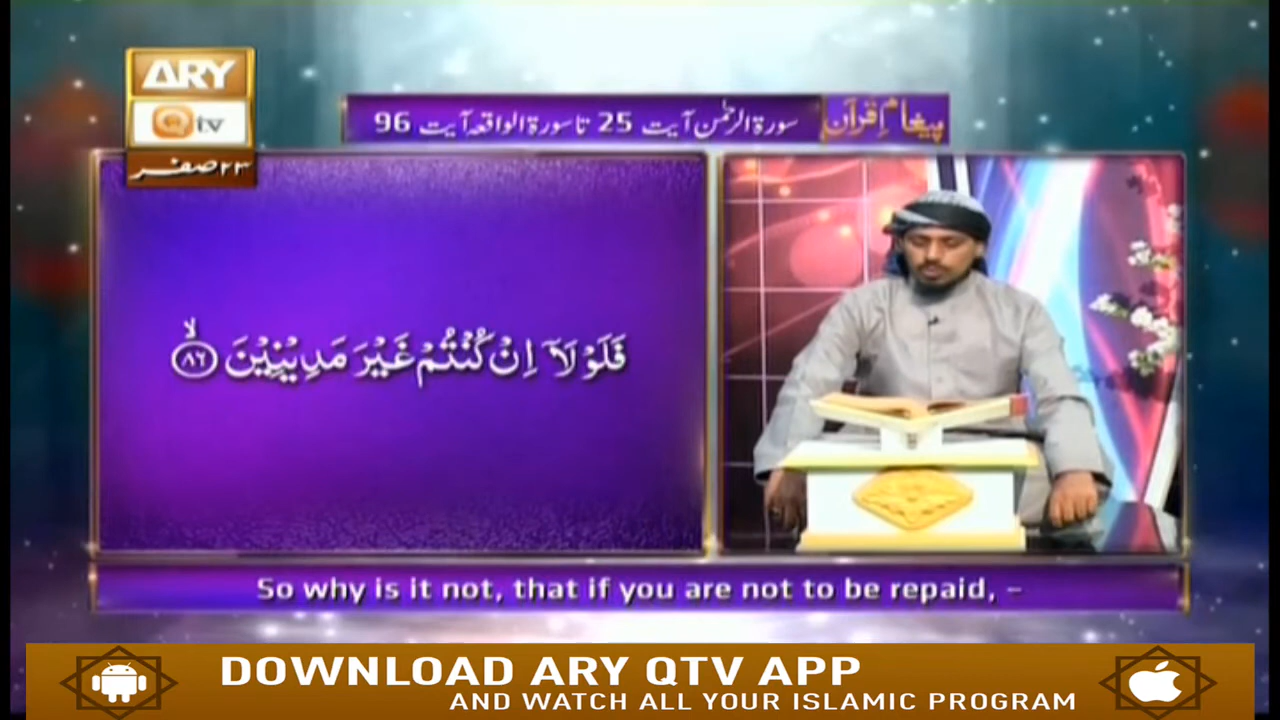 ARY
Qtv
۲۳ صفر
پیغامِ قرآن
سورۃ الرحمٰن آیت 25 تا سورۃ الواقعہ آیت 96
فَلَوْ لَاۤ اِنْ كُنْتُمْ غَیْرَ مَدِیْنِیْنَ ۙ﴿۸۶﴾
So why is it not, that if you are not to be repaid, –
DOWNLOAD ARY QTV APP
AND WATCH ALL YOUR ISLAMIC PROGRAM